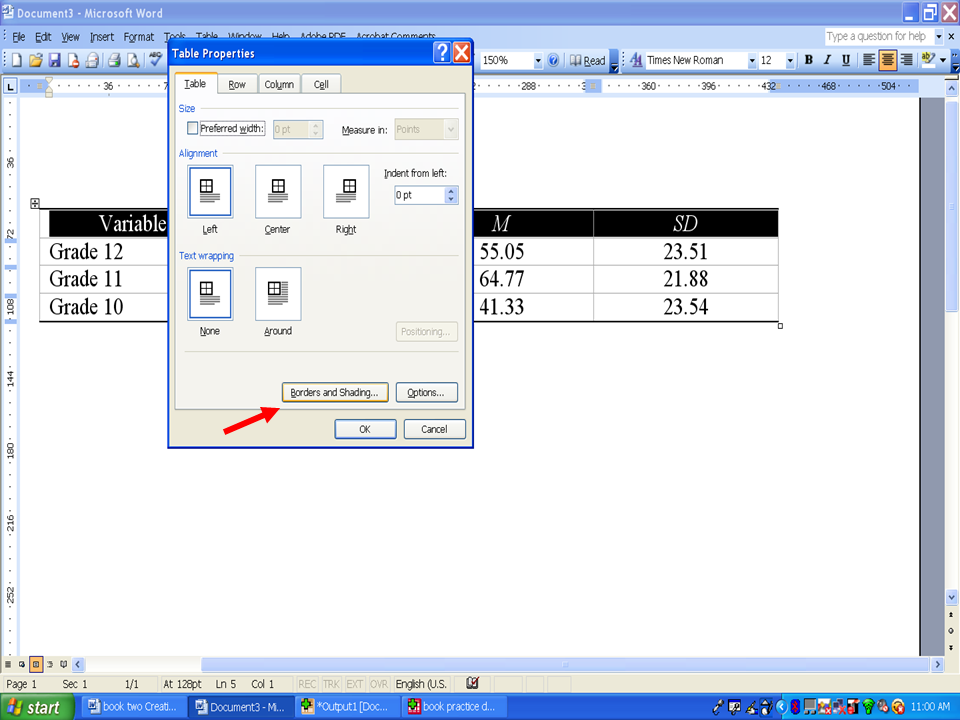 Document3 - Microsoft Word
File Edit View Insert Format Tools Table Window Help Adobe PDF Acrobat Comments
Type a question for help
150% Read Times New Roman 12 B I U
L 36 288 360 396 432 468 504
Table Properties
Table Row Column Cell
Size
Preferred width: 0 pt Measure in: Points
Alignment
Indent from left:
0 pt
Left Center Right
Text wrapping
None Around
Positioning...
Borders and Shading... Options...
OK Cancel
Variable M SD
Grade 12 55.05 23.51
Grade 11 64.77 21.88
Grade 10 41.33 23.54
36
72
108
144
180
216
252
Page 1 Sec 1 1/1 At 128pt Ln 5 Col 1 REC TRK EXT OVR English (U.S.
start book two Creati... Document3 - Mi... *Output1 [Doc... book practice d... 11:00 AM